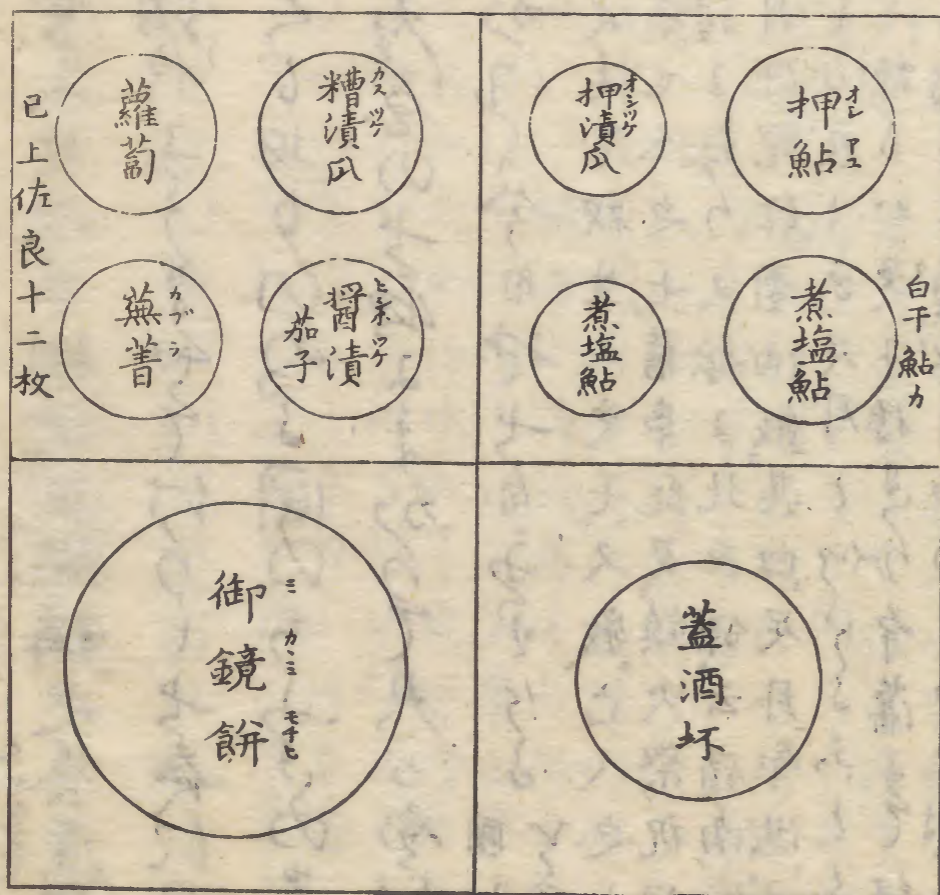 押鮎
オシ アユ
煮塩鮎
白干鮎カ
押漬瓜
オシツケ
煮塩鮎
糟漬瓜
カスツケ
醤漬
茄子
ヒシホツケ
蘿蔔
蕪菁
カブラ
已上佐良十二枚
蓋酒坏
御鏡餅
ミ カヽミ モチヒ